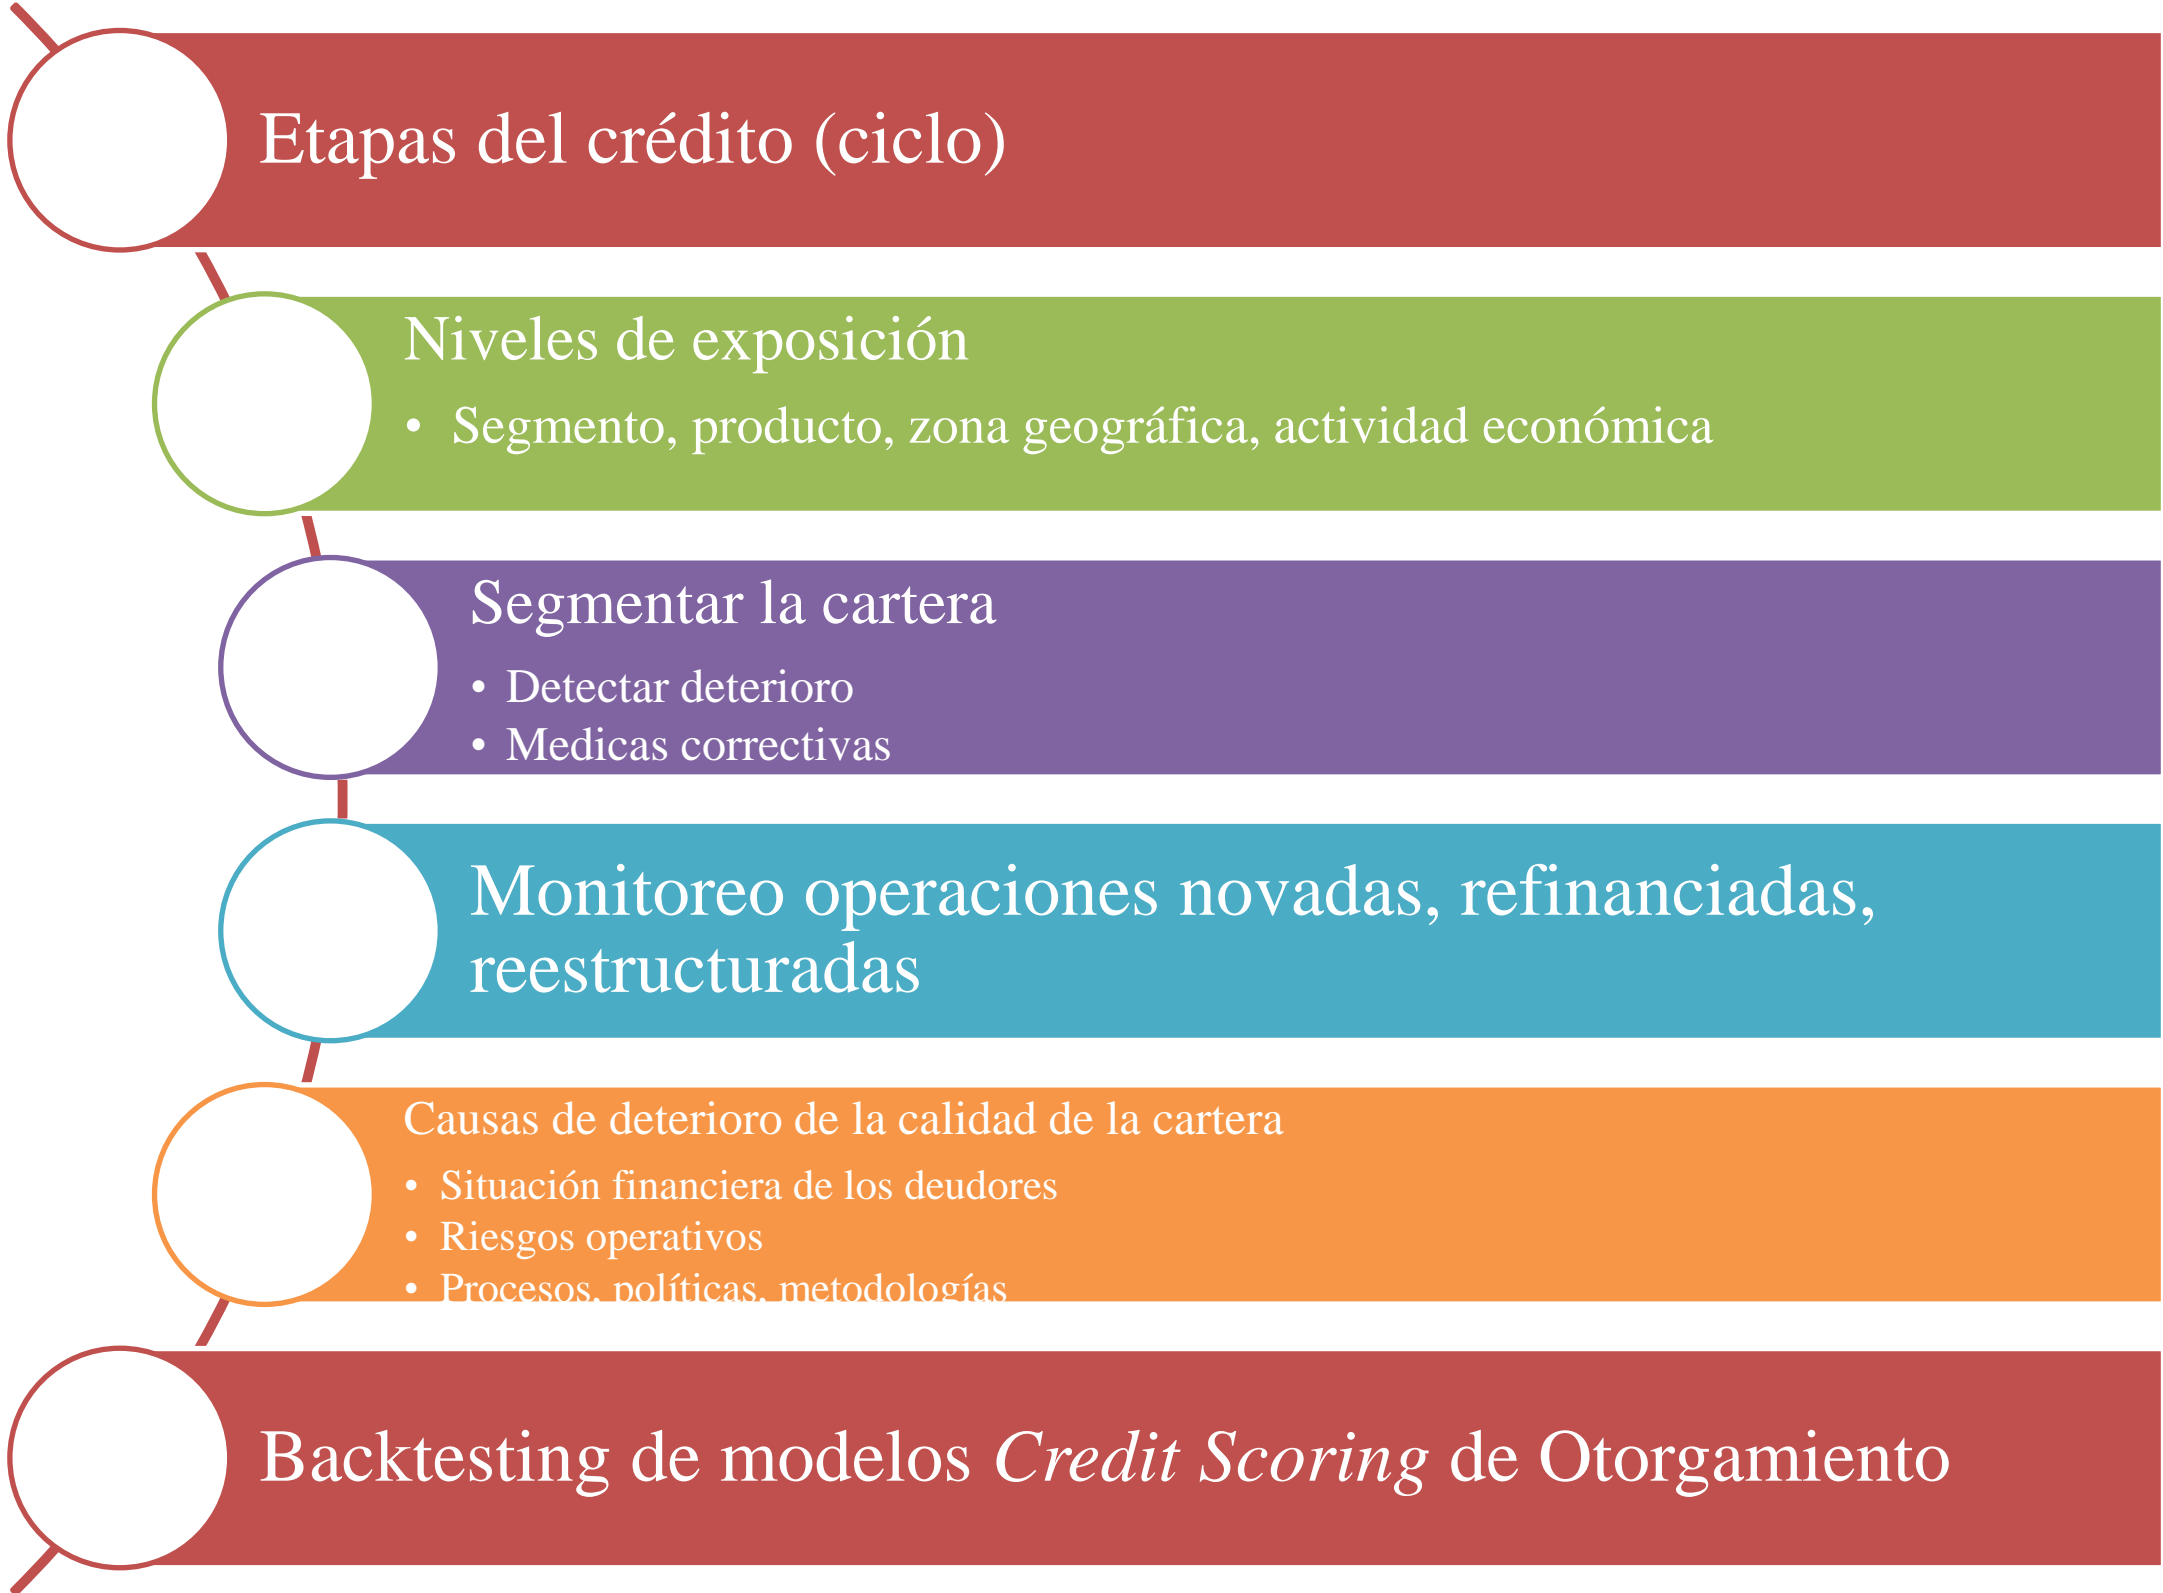 Etapas del crédito (ciclo)
Niveles de exposición
• Segmento, producto, zona geográfica, actividad económica
Segmentar la cartera
• Detectar deterioro
• Medicas correctivas
Monitoreo operaciones novadas, refinanciadas,
reestructuradas
Causas de deterioro de la calidad de la cartera
• Situación financiera de los deudores
• Riesgos operativos
• Procesos, políticas, metodologías
Backtesting de modelos Credit Scoring de Otorgamiento